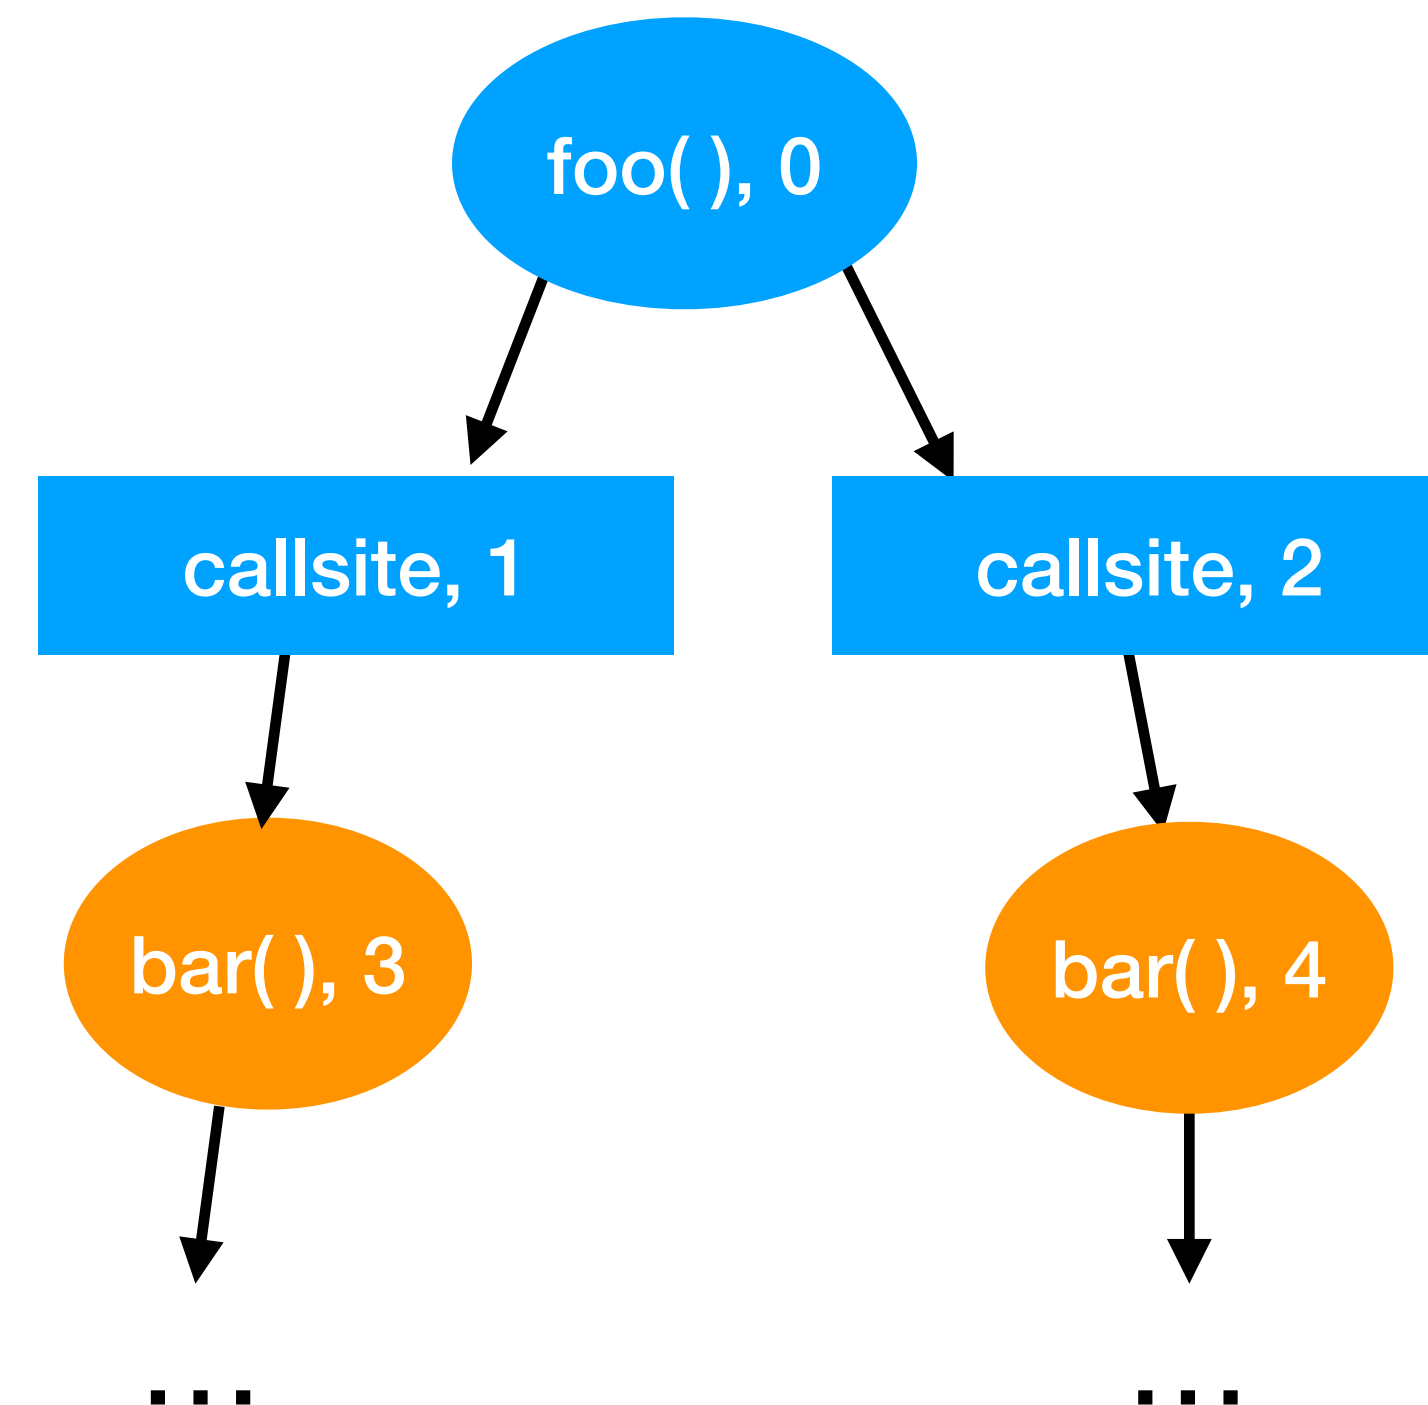 foo( ), 0
callsite, 1
callsite, 2
bar( ), 3
bar( ), 4
...
...